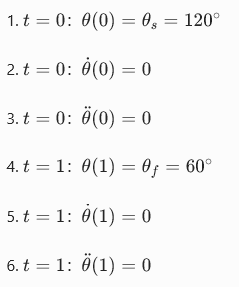 1. t = 0: θ(0) = θₛ = 120°
2. t = 0: θ̇(0) = 0
3. t = 0: θ̈(0) = 0
4. t = 1: θ(1) = θ_f = 60°
5. t = 1: θ̇(1) = 0
6. t = 1: θ̈(1) = 0